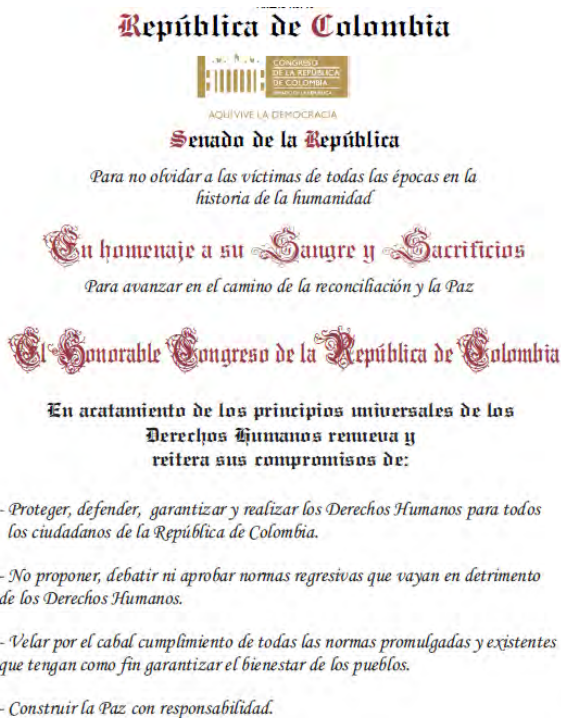 República de Colombia
CONGRESO
DE LA REPÚBLICA
DE COLOMBIA
AQUÍ VIVE LA DEMOCRACIA
Senado de la República
Para no olvidar a las víctimas de todas las épocas en la
historia de la humanidad
En homenaje a su Sangre y Sacrificios
Para avanzar en el camino de la reconciliación y la Paz
El Honorable Congreso de la República de Colombia
En acatamiento de los principios universales de los
Derechos Humanos renueva y
reitera sus compromisos de:
- Proteger, defender, garantizar y realizar los Derechos Humanos para todos
los ciudadanos de la República de Colombia.
- No proponer, debatir ni aprobar normas regresivas que vayan en detrimento
de los Derechos Humanos.
- Velar por el cabal cumplimiento de todas las normas promulgadas y existentes
que tengan como fin garantizar el bienestar de los pueblos.
- Construir la Paz con responsabilidad.